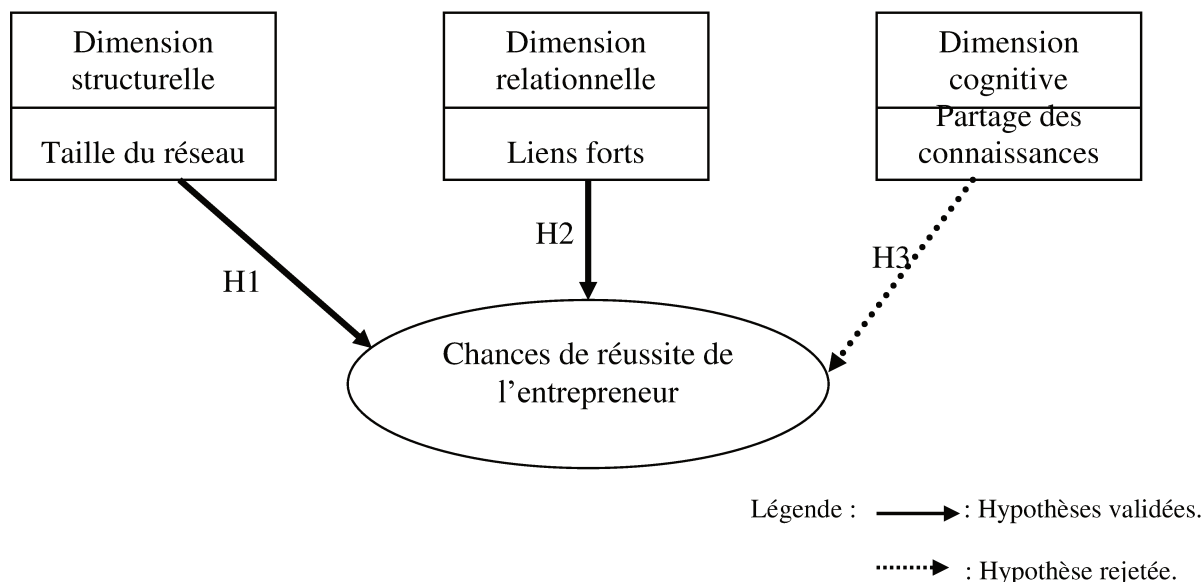 Dimension
structurelle
Taille du réseau
Dimension
relationnelle
Liens forts
Dimension
cognitive
Partage des
connaissances
H1
H2
H3
Chances de réussite de
l’entrepreneur
Légende : : Hypothèses validées.
: Hypothèse rejetée.